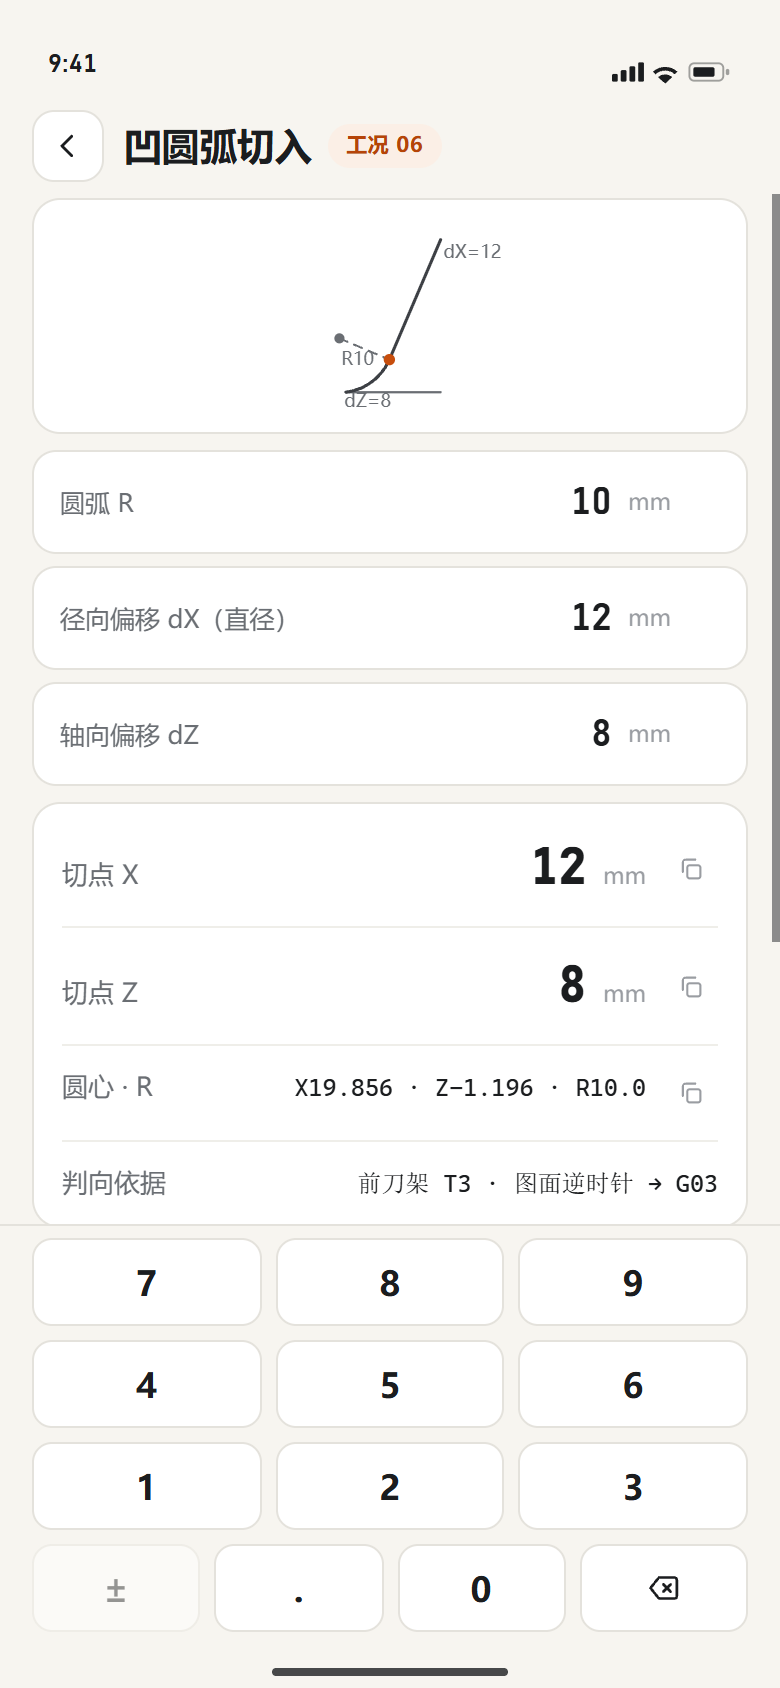 9:41
凹圆弧切入 工况 06
dX=12
R10
dZ=8
圆弧 R 10 mm
径向偏移 dX（直径） 12 mm
轴向偏移 dZ 8 mm
切点 X 12 mm
切点 Z 8 mm
圆心 · R X19.856 · Z−1.196 · R10.0
判向依据 前刀架 T3 · 图面逆时针 → G03
7 8 9
4 5 6
1 2 3
± . 0